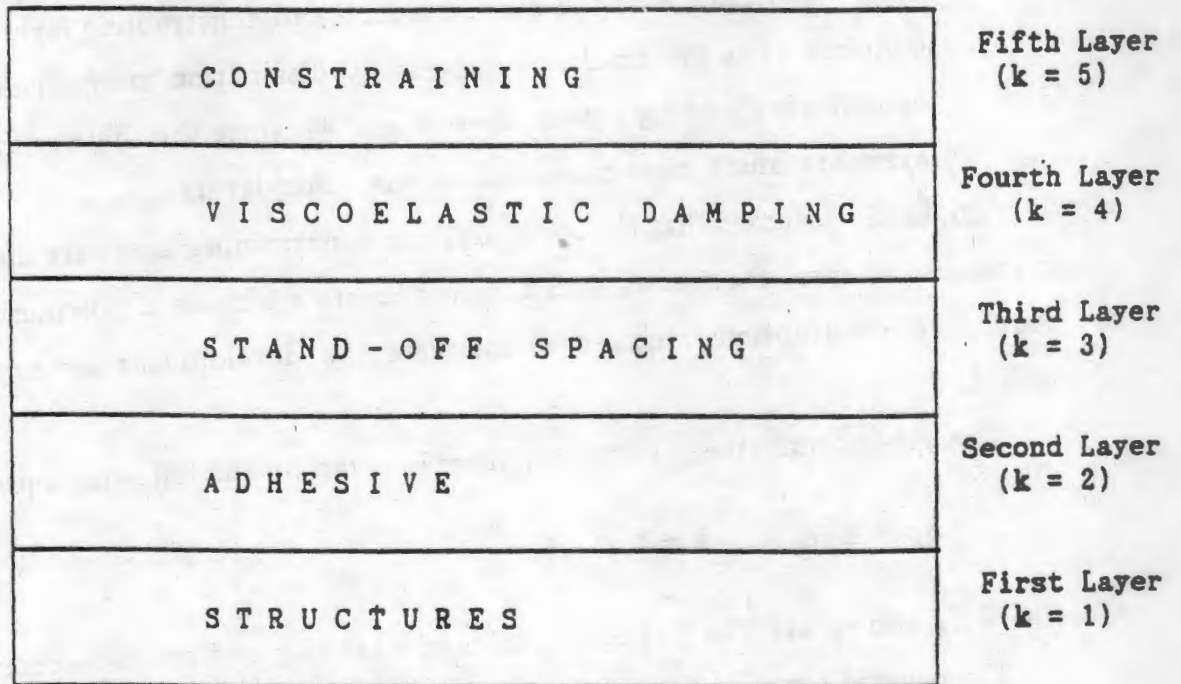 CONSTRAINING
Fifth Layer
(k = 5)
VISCOELASTIC DAMPING
Fourth Layer
(k = 4)
STAND-OFF SPACING
Third Layer
(k = 3)
ADHESIVE
Second Layer
(k = 2)
STRUCTURES
First Layer
(k = 1)